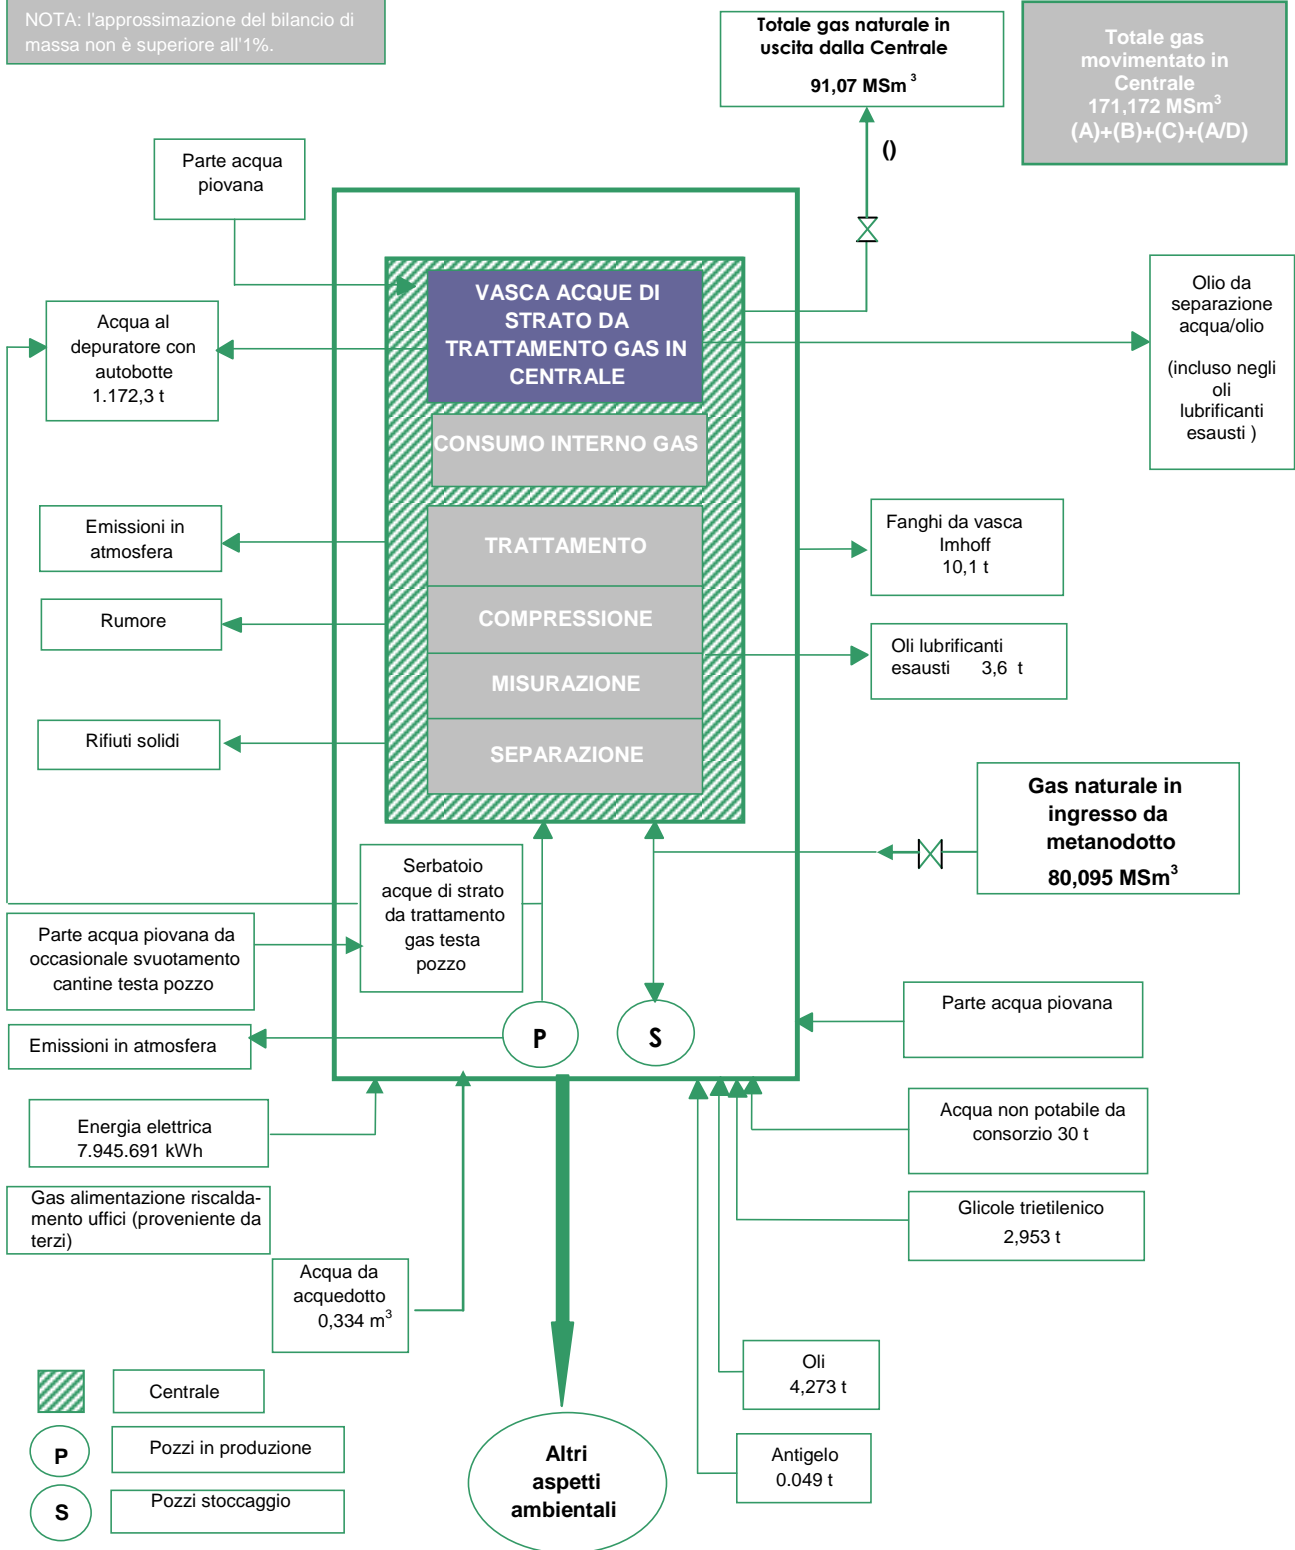 NOTA: l'approssimazione del bilancio di
massa non è superiore all'1%.
Totale gas naturale in
uscita dalla Centrale
91,07 MSm³
Totale gas
movimentato in
Centrale
171,172 MSm³
(A)+(B)+(C)+(A/D)
()
Parte acqua
piovana
VASCA ACQUE DI
STRATO DA
TRATTAMENTO GAS IN
CENTRALE
Olio da
separazione
acqua/olio
(incluso negli
oli
lubrificanti
esausti )
Acqua al
depuratore con
autobotte
1.172,3 t
CONSUMO INTERNO GAS
Emissioni in
atmosfera
TRATTAMENTO
Fanghi da vasca
Imhoff
10,1 t
Rumore
COMPRESSIONE
Oli lubrificanti
esausti 3,6 t
MISURAZIONE
Rifiuti solidi
SEPARAZIONE
Gas naturale in
ingresso da
metanodotto
80,095 MSm³
Serbatoio
acque di strato
da trattamento
gas testa
pozzo
Parte acqua piovana da
occasionale svuotamento
cantine testa pozzo
Parte acqua piovana
P
S
Emissioni in atmosfera
Energia elettrica
7.945.691 kWh
Acqua non potabile da
consorzio 30 t
Gas alimentazione riscalda-
mento uffici (proveniente da
terzi)
Glicole trietilenico
2,953 t
Acqua da
acquedotto
0,334 m³
Oli
4,273 t
Centrale
P
Pozzi in produzione
Altri
aspetti
ambientali
Antigelo
0.049 t
S
Pozzi stoccaggio